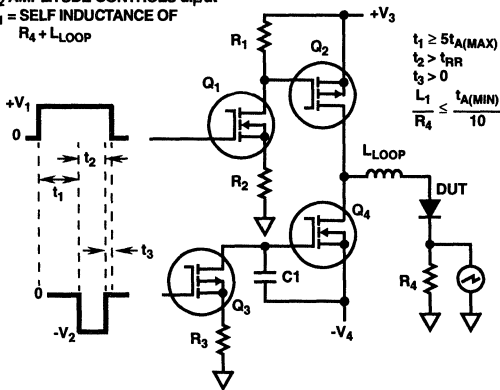 = SELF INDUCTANCE OF
R4 + LLOOP
+V3
R1
Q2
t1 ≥ 5tA(MAX)
t2 > tRR
t3 > 0
L1/R4 ≤ tA(MIN)/10
Q1
+V1
0
t2
t1
R2
LLOOP
DUT
Q4
t3
C1
R4
0
Q3
-V2
R3
-V4